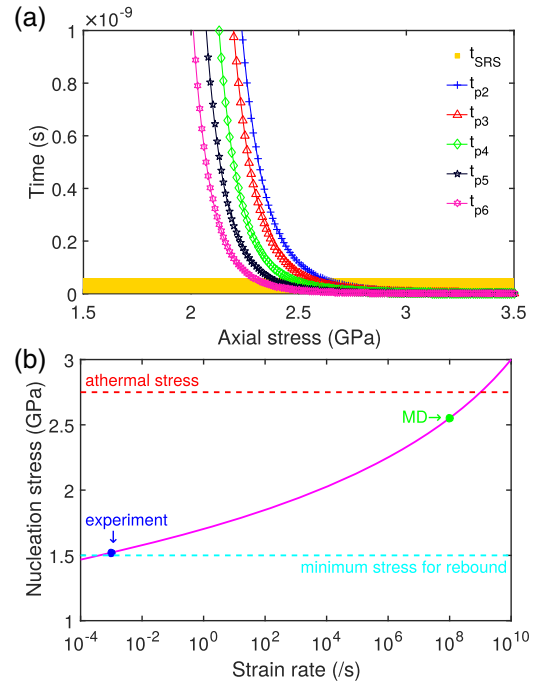 (a)
× 10⁻⁹
1
0.8
0.6
0.4
0.2
0
Time (s)
t_SRS
t_p2
t_p3
t_p4
t_p5
t_p6
1.5 2 2.5 3 3.5
Axial stress (GPa)
(b)
3
2.5
2
1.5
1
Nucleation stress (GPa)
athermal stress
MD→
experiment
↓
minimum stress for rebound
10⁻⁴ 10⁻² 10⁰ 10² 10⁴ 10⁶ 10⁸ 10¹⁰
Strain rate (/s)